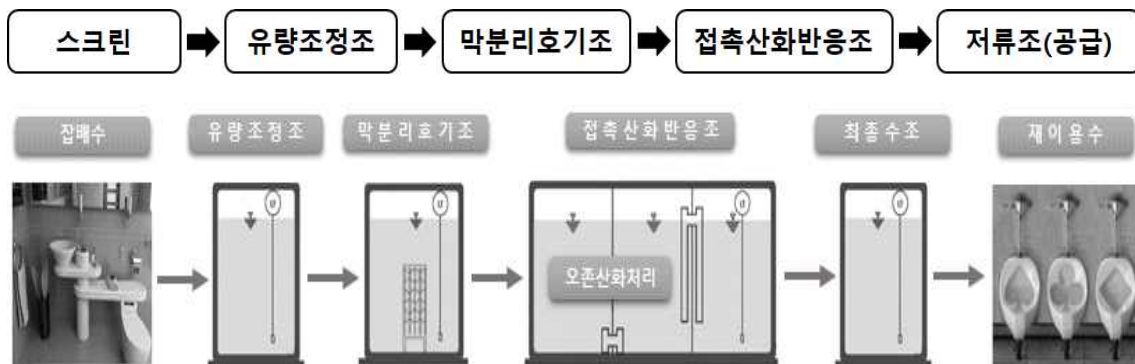 스크린
유량조정조
막분리호기조
접촉산화반응조
저류조(공급)
잡배수
유량조정조
막분리호기조
접촉산화반응조
최종수조
재이용수
오존산화처리